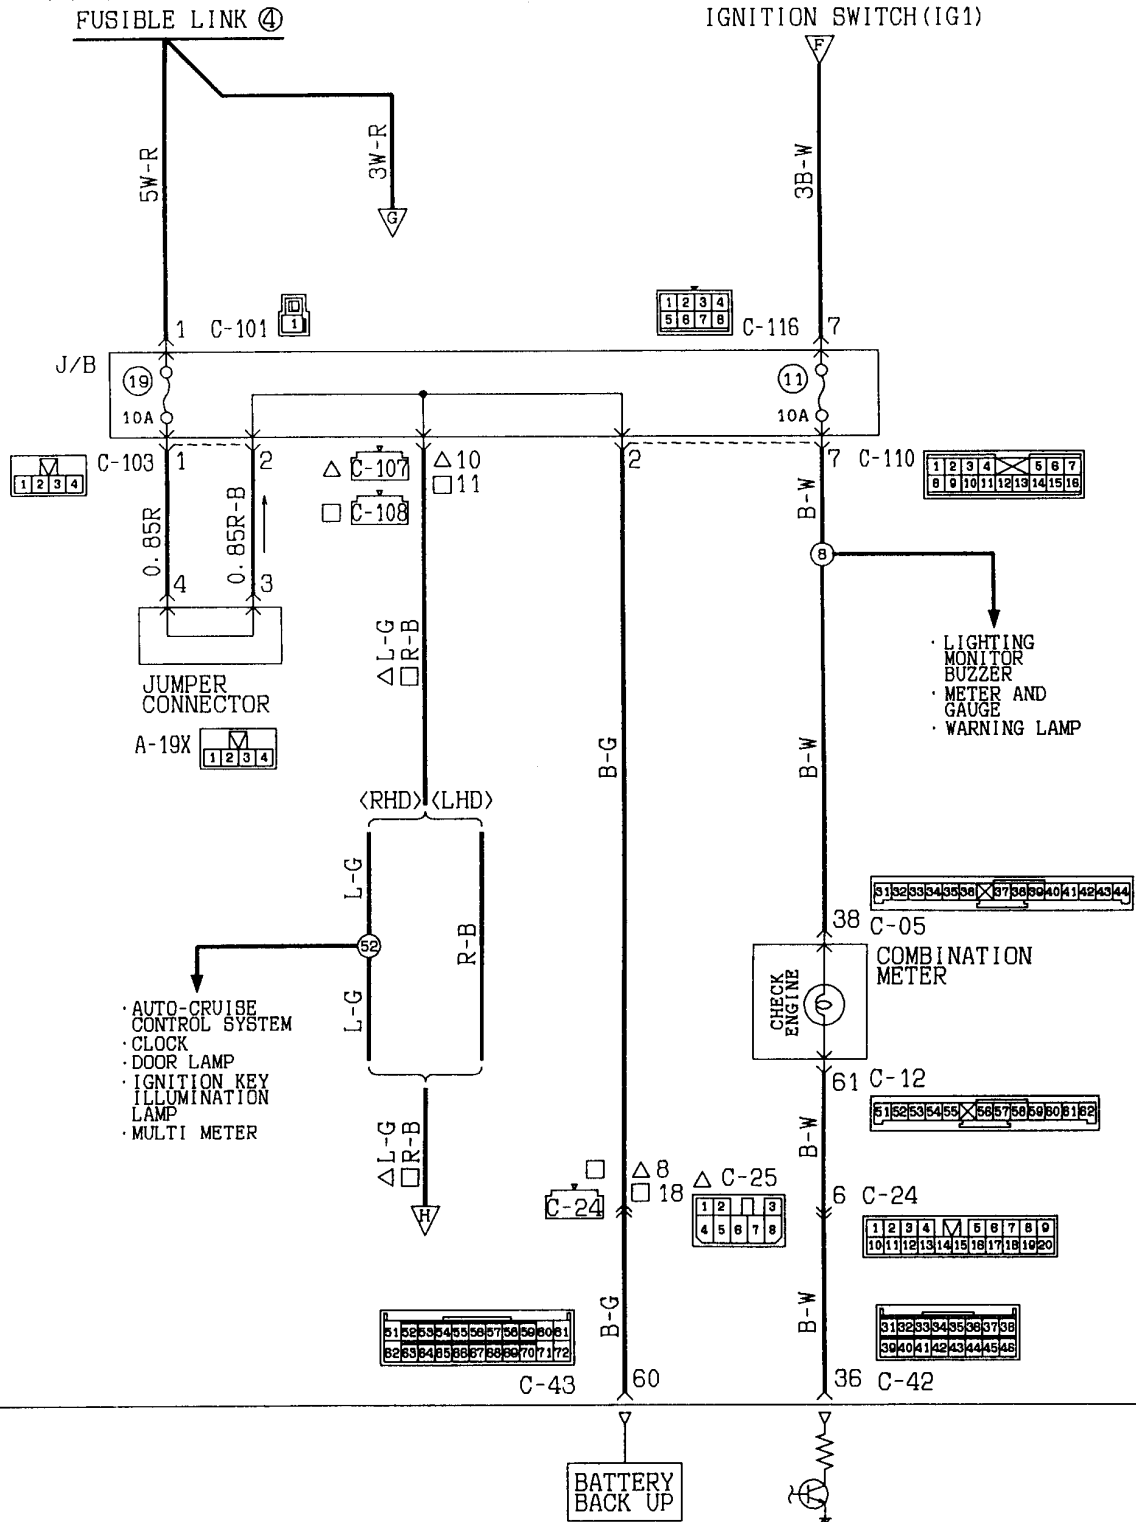 FUSIBLE LINK ④
IGNITION SWITCH(IG1)
F
5W-R
3W-R
3B-W
G
1
C-101
1
1 2 3 4
5 6 7 8
C-116
7
J/B
19
10A
11
10A
C-103
1
2
1 2 3 4
△ C-107
△ 10
□ 11
□ C-108
2
7
C-110
1 2 3 4 5 6 7
8 9 10 11 12 13 14 15 16
B-W
8
0.85R
0.85R-B
4
3
JUMPER
CONNECTOR
A-19X
1 2 3 4
△L-G
□R-B
· LIGHTING
MONITOR
BUZZER
· METER AND
GAUGE
· WARNING LAMP
B-G
B-W
<RHD> <LHD>
L-G
R-B
52
L-G
· AUTO-CRUISE
CONTROL SYSTEM
· CLOCK
· DOOR LAMP
· IGNITION KEY
ILLUMINATION
LAMP
· MULTI METER
31 32 33 34 35 36 37 38 39 40 41 42 43 44
38
C-05
COMBINATION
METER
CHECK
ENGINE
61
C-12
51 52 53 54 55 56 57 58 59 60 61 62
B-W
△L-G
□R-B
H
□
C-24
△ 8
□ 18
△ C-25
1 2 3
4 5 6 7 8
6
C-24
1 2 3 4 5 6 7 8 9
10 11 12 13 14 15 16 17 18 19 20
B-G
B-W
51 52 53 54 55 56 57 58 59 60 61
62 63 64 65 66 67 68 69 70 71 72
C-43
60
31 32 33 34 35 36 37 38
39 40 41 42 43 44 45 46
36
C-42
BATTERY
BACK UP